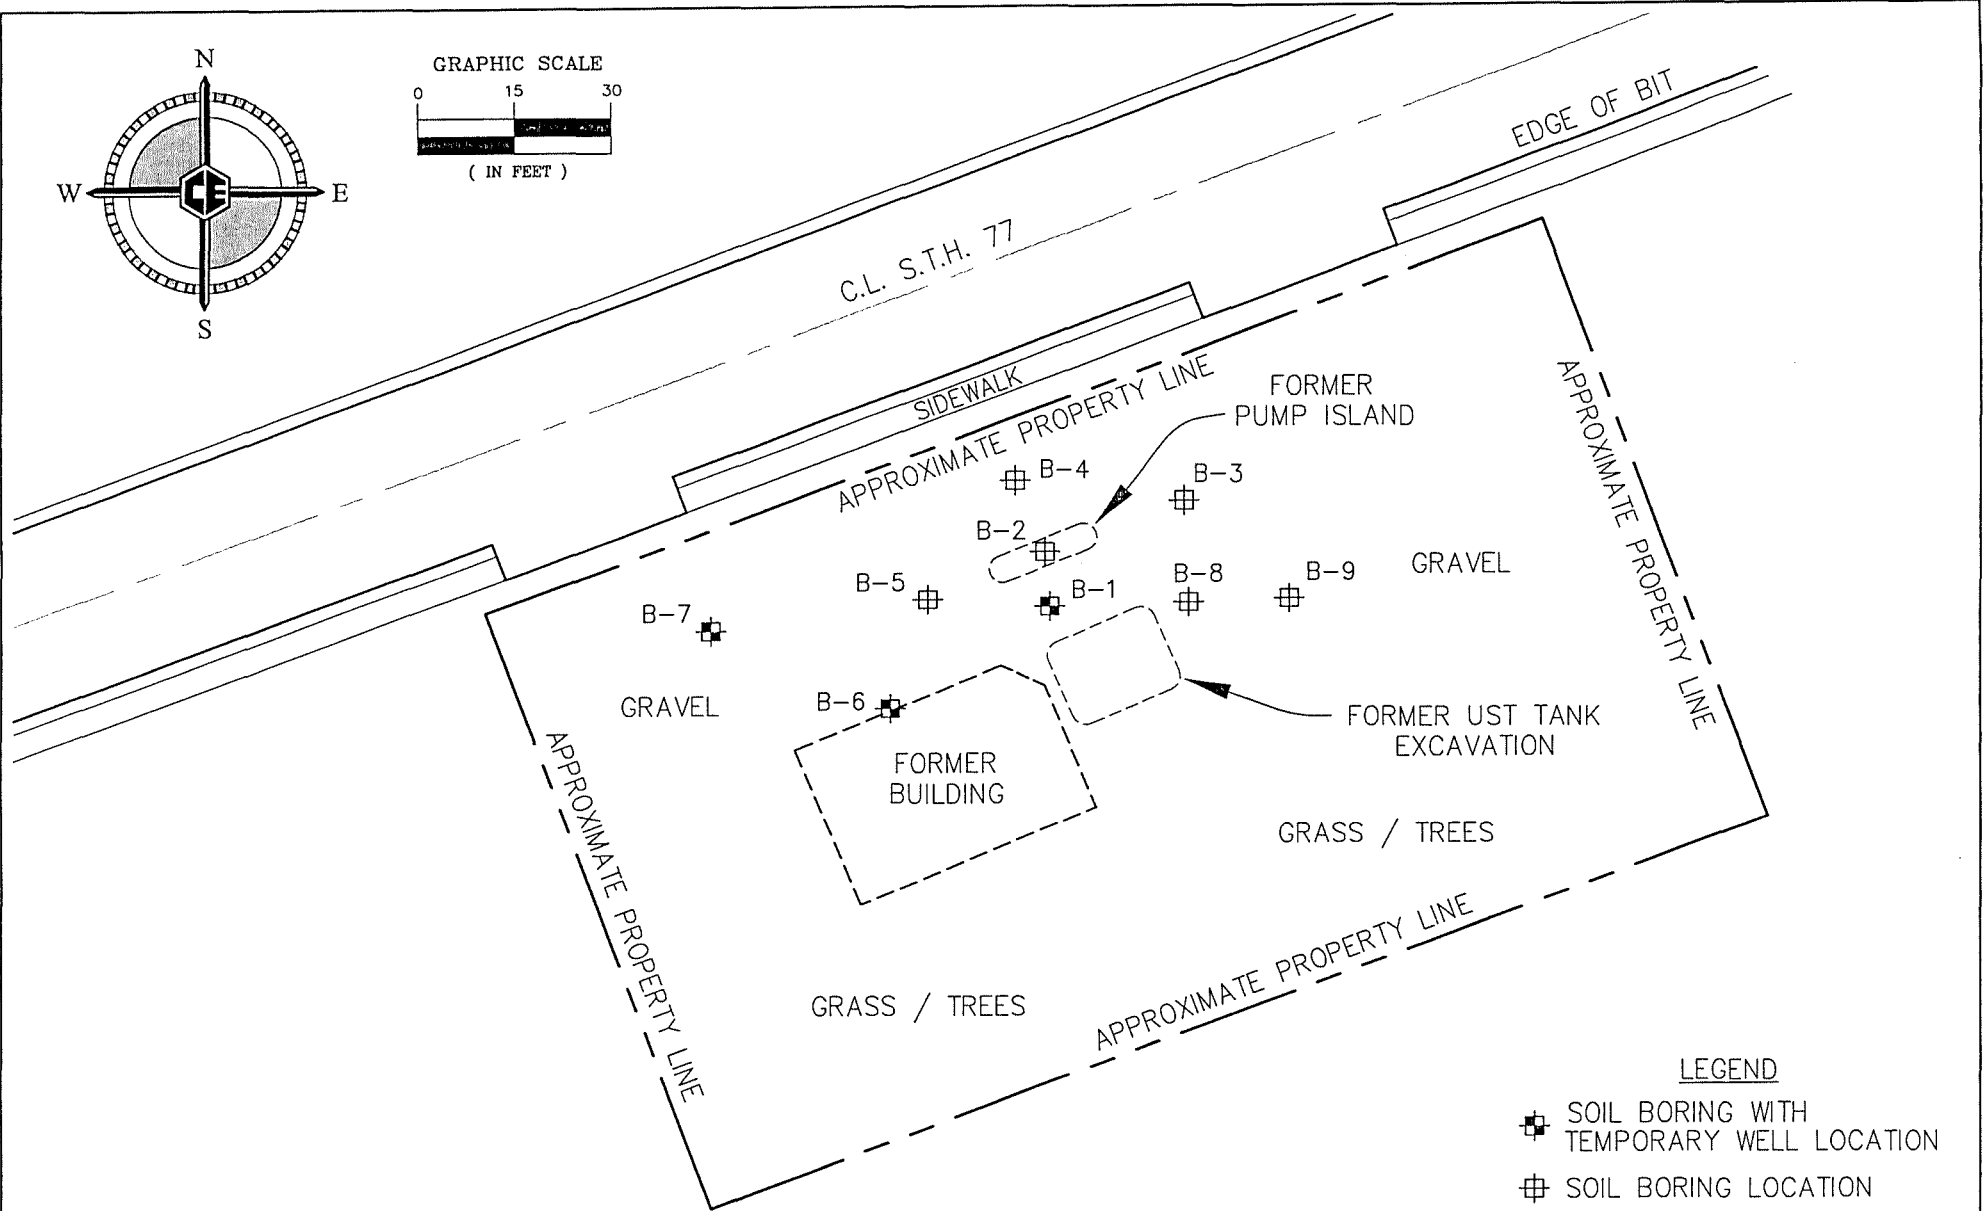 N
W
E
S
CE
GRAPHIC SCALE
0 15 30
( IN FEET )
EDGE OF BIT
C.L. S.T.H. 77
SIDEWALK
APPROXIMATE PROPERTY LINE
FORMER
PUMP ISLAND
APPROXIMATE PROPERTY LINE
B-4
B-3
B-2
B-5
B-1
B-8
B-9
GRAVEL
B-7
GRAVEL
B-6
FORMER UST TANK
EXCAVATION
FORMER
BUILDING
APPROXIMATE PROPERTY LINE
GRASS / TREES
APPROXIMATE PROPERTY LINE
GRASS / TREES
LEGEND
SOIL BORING WITH
TEMPORARY WELL LOCATION
SOIL BORING LOCATION